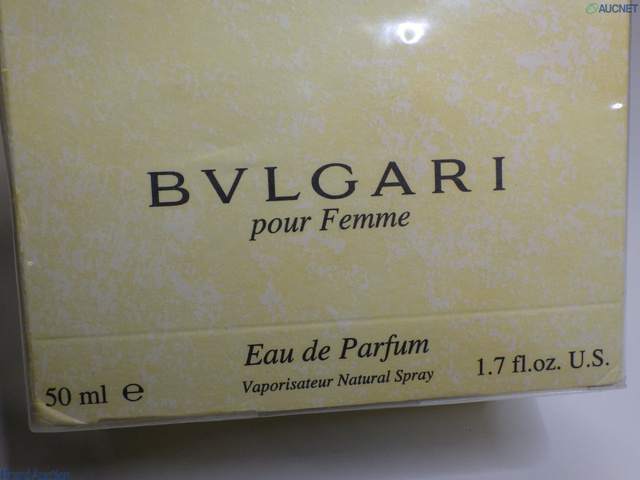 AUCNET
BVLGARI
pour Femme
Eau de Parfum
Vaporisateur Natural Spray
50 ml e
1.7 fl.oz. U.S.